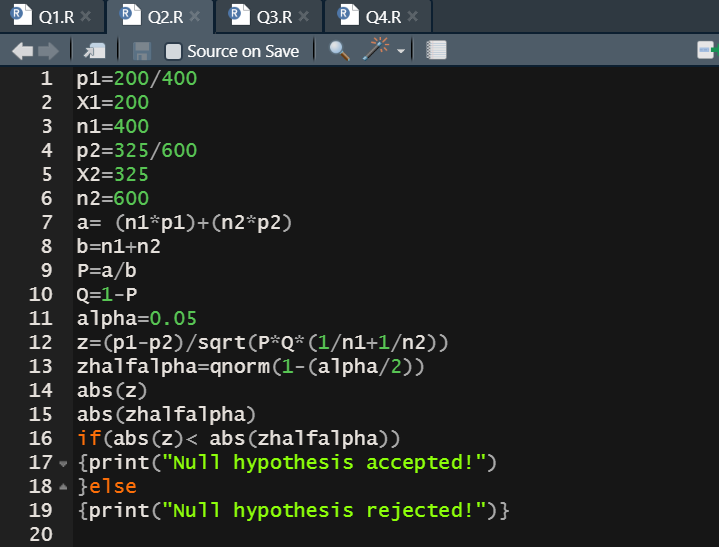 Q1.R Q2.R Q3.R Q4.R
Source on Save
1 p1=200/400
2 X1=200
3 n1=400
4 p2=325/600
5 X2=325
6 n2=600
7 a= (n1*p1)+(n2*p2)
8 b=n1+n2
9 P=a/b
10 Q=1-P
11 alpha=0.05
12 z=(p1-p2)/sqrt(P*Q*(1/n1+1/n2))
13 zhalfalpha=qnorm(1-(alpha/2))
14 abs(z)
15 abs(zhalfalpha)
16 if(abs(z)< abs(zhalfalpha))
17 {print("Null hypothesis accepted!")
18 }else
19 {print("Null hypothesis rejected!")}
20